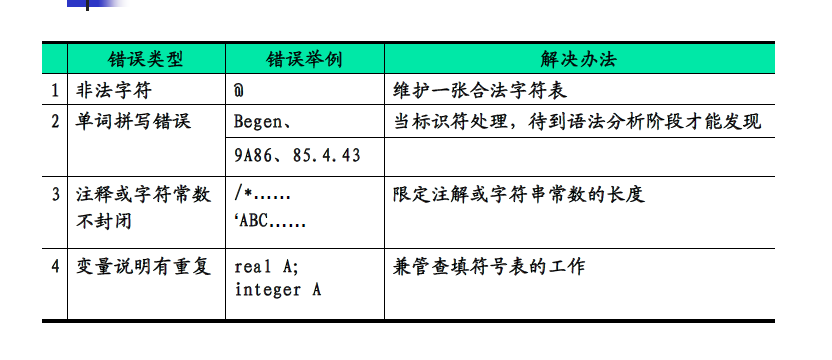 错误类型 错误举例 解决办法
1 非法字符 @ 维护一张合法字符表
2 单词拼写错误 Begen、 当标识符处理，待到语法分析阶段才能发现
9A86、85.4.43
3 注释或字符常数 /*…… 限定注解或字符串常数的长度
不封闭 ‘ABC……
4 变量说明有重复 real A; 兼管查填符号表的工作
integer A